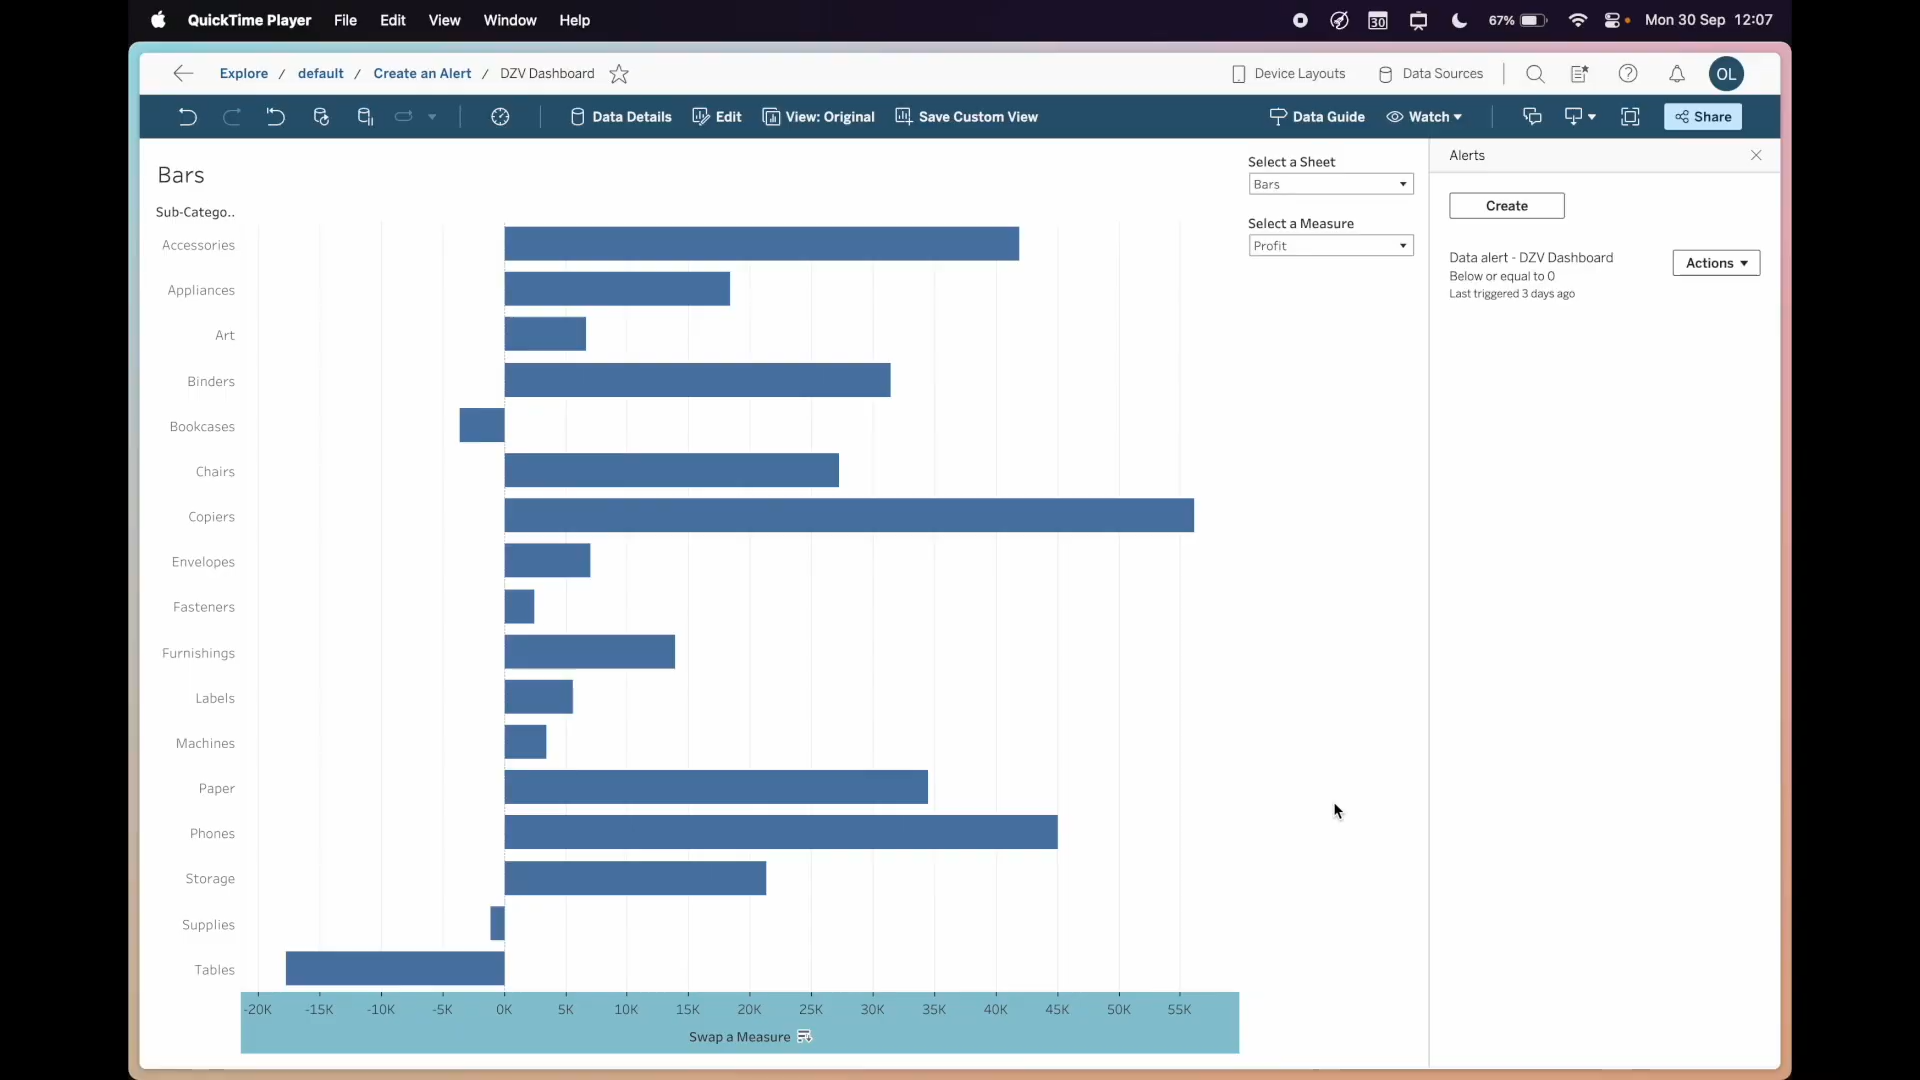 QuickTime Player File Edit View Window Help
30 67% Mon 30 Sep 12:07
Explore / default / Create an Alert / DZV Dashboard
Device Layouts Data Sources OL
Data Details Edit View: Original Save Custom View Data Guide Watch Share
Bars
Sub-Catego..
Accessories
Appliances
Art
Binders
Bookcases
Chairs
Copiers
Envelopes
Fasteners
Furnishings
Labels
Machines
Paper
Phones
Storage
Supplies
Tables
-20K -15K -10K -5K 0K 5K 10K 15K 20K 25K 30K 35K 40K 45K 50K 55K
Swap a Measure
Select a Sheet
Bars
Select a Measure
Profit
Alerts
Create
Data alert - DZV Dashboard
Below or equal to 0
Last triggered 3 days ago
Actions